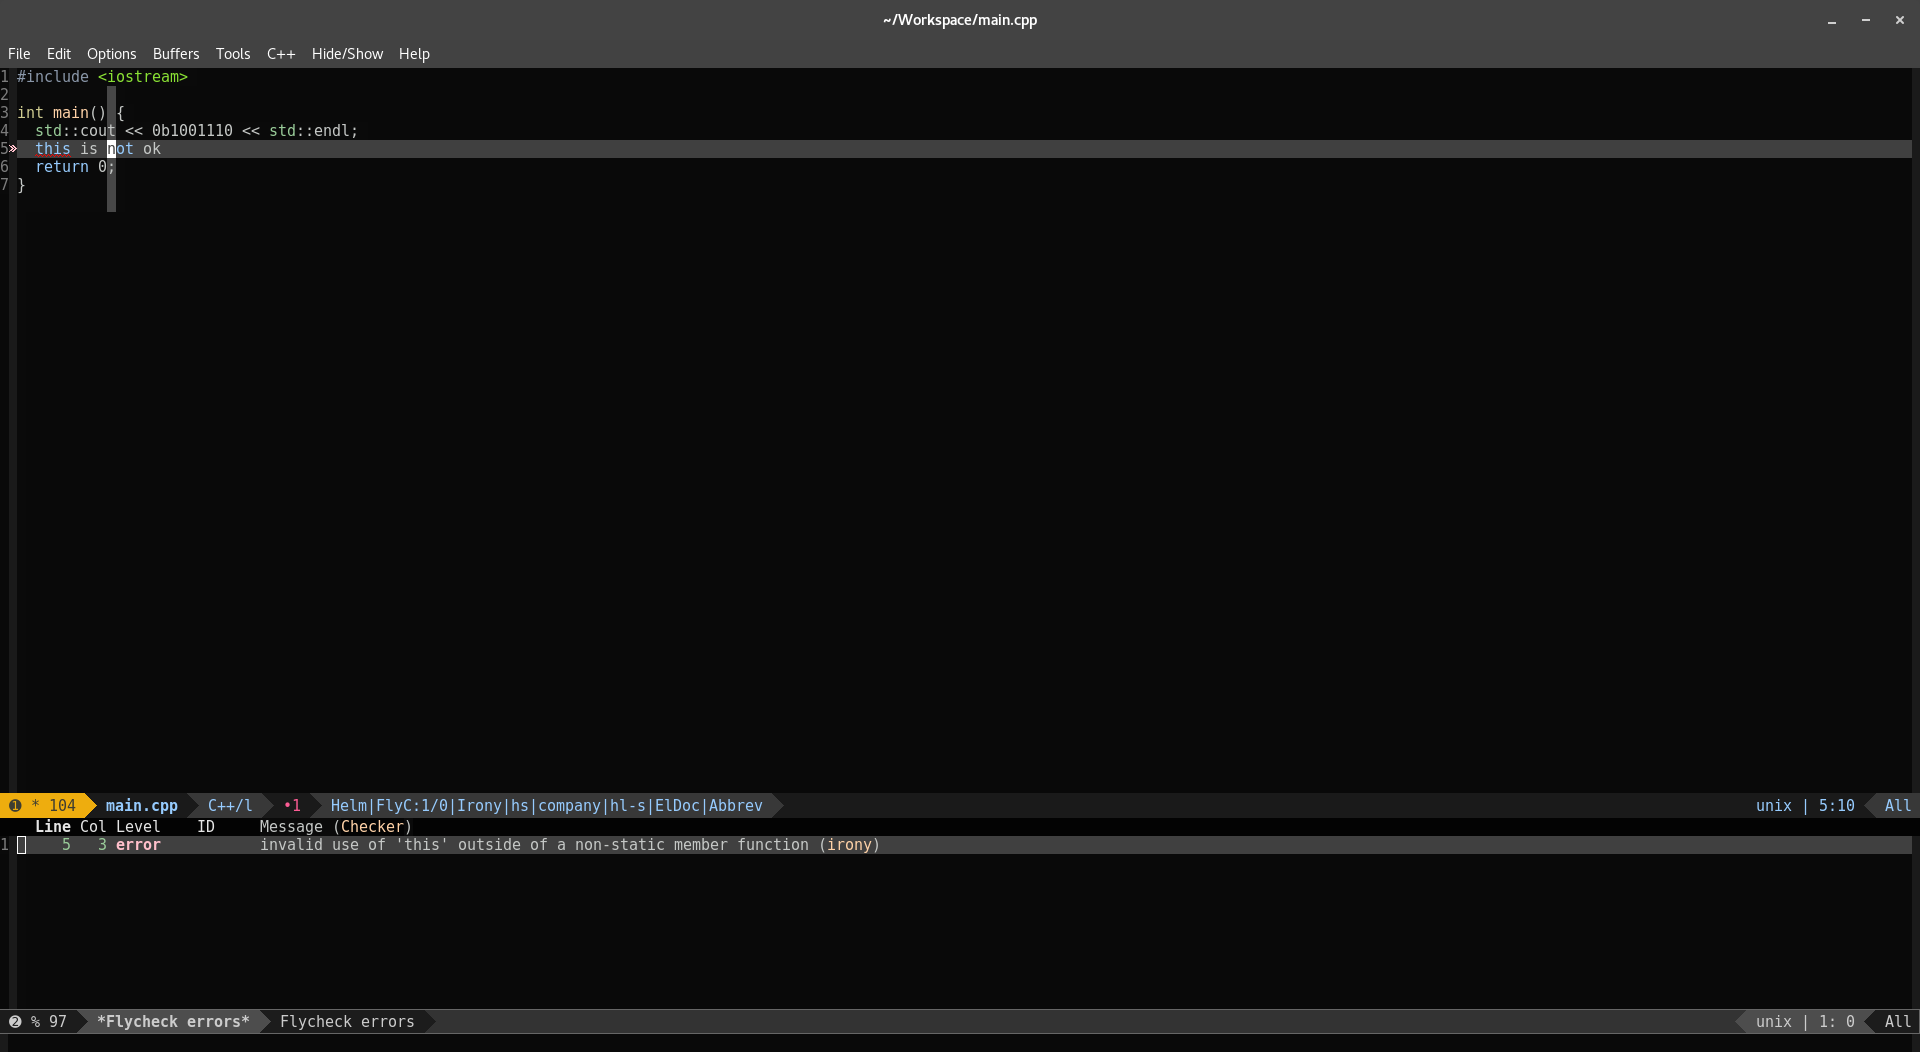 ~/Workspace/main.cpp
File Edit Options Buffers Tools C++ Hide/Show Help
1 #include <iostream>
2
3 int main() {
4   std::cout << 0b1001110 << std::endl;
5»  this is not ok
6   return 0;
7 }
❶ * 104 main.cpp C++/l •1 Helm|FlyC:1/0|Irony|hs|company|hl-s|ElDoc|Abbrev unix | 5:10 All
Line Col Level ID Message (Checker)
1 5 3 error invalid use of 'this' outside of a non-static member function (irony)
❷ % 97 *Flycheck errors* Flycheck errors unix | 1: 0 All